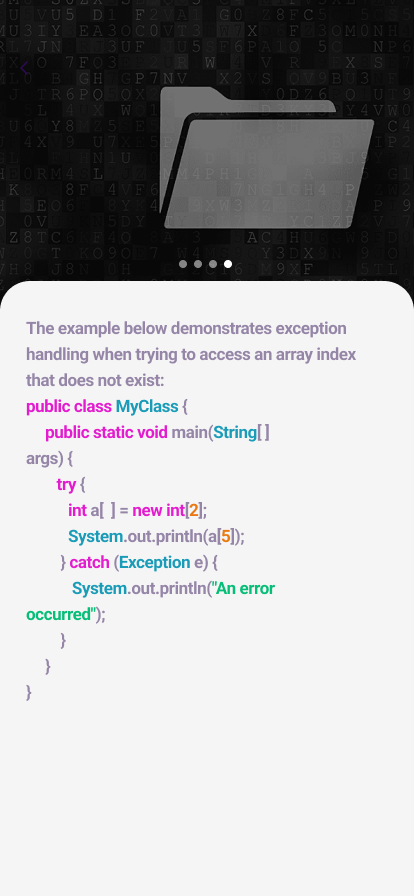 The example below demonstrates exception
handling when trying to access an array index
that does not exist:
public class MyClass {
public static void main(String[ ]
args) {
try {
int a[ ] = new int[2];
System.out.println(a[5]);
} catch (Exception e) {
System.out.println("An error
occurred");
}
}
}